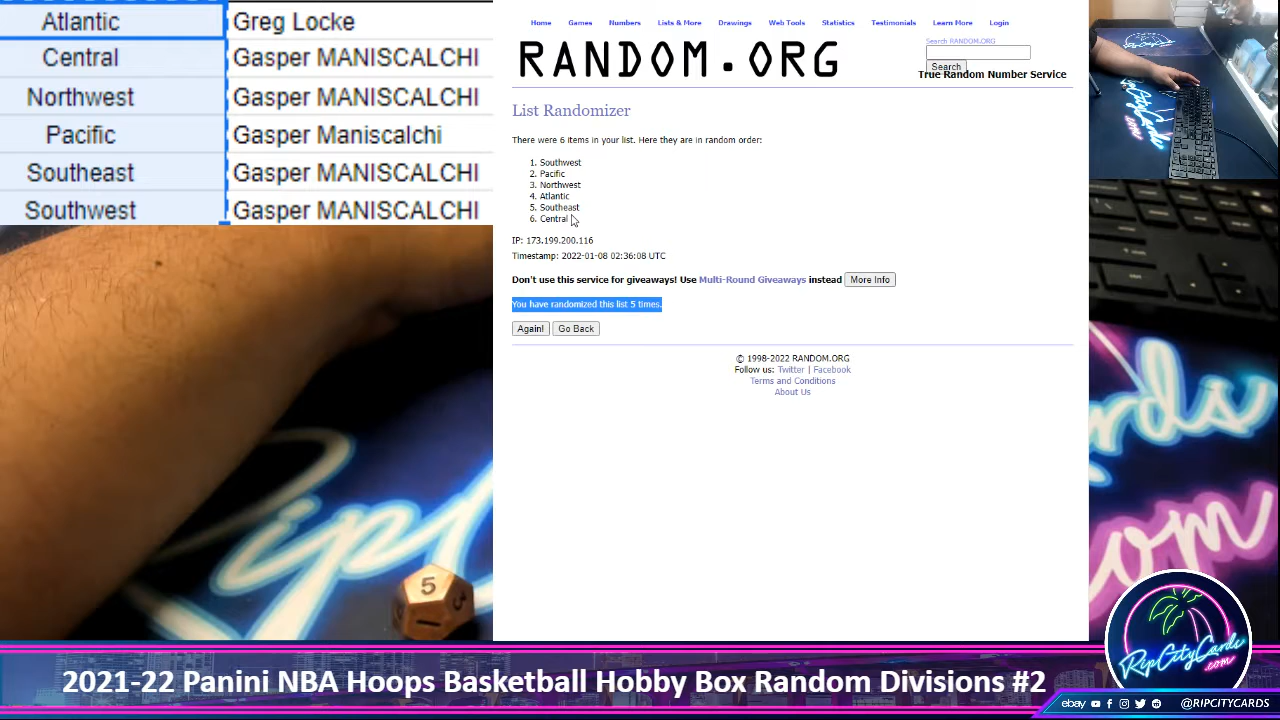 Atlantic Greg Locke
Central Gasper MANISCALCHI
Northwest Gasper MANISCALCHI
Pacific Gasper Maniscalchi
Southeast Gasper MANISCALCHI
Southwest Gasper MANISCALCHI
Home Games Numbers Lists & More Drawings Web Tools Statistics Testimonials Learn More Login
RANDOM.ORG
Search RANDOM.ORG
Search
True Random Number Service
List Randomizer
There were 6 items in your list. Here they are in random order:
1. Southwest
2. Pacific
3. Northwest
4. Atlantic
5. Southeast
6. Central
IP: 173.199.200.116
Timestamp: 2022-01-08 02:36:08 UTC
Don't use this service for giveaways! Use Multi-Round Giveaways instead More Info
You have randomized this list 5 times.
Again! Go Back
© 1998-2022 RANDOM.ORG
Follow us: Twitter | Facebook
Terms and Conditions
About Us
5
2021-22 Panini NBA Hoops Basketball Hobby Box Random Divisions #2
RipCityCards
.com
ebay @RIPCITYCARDS